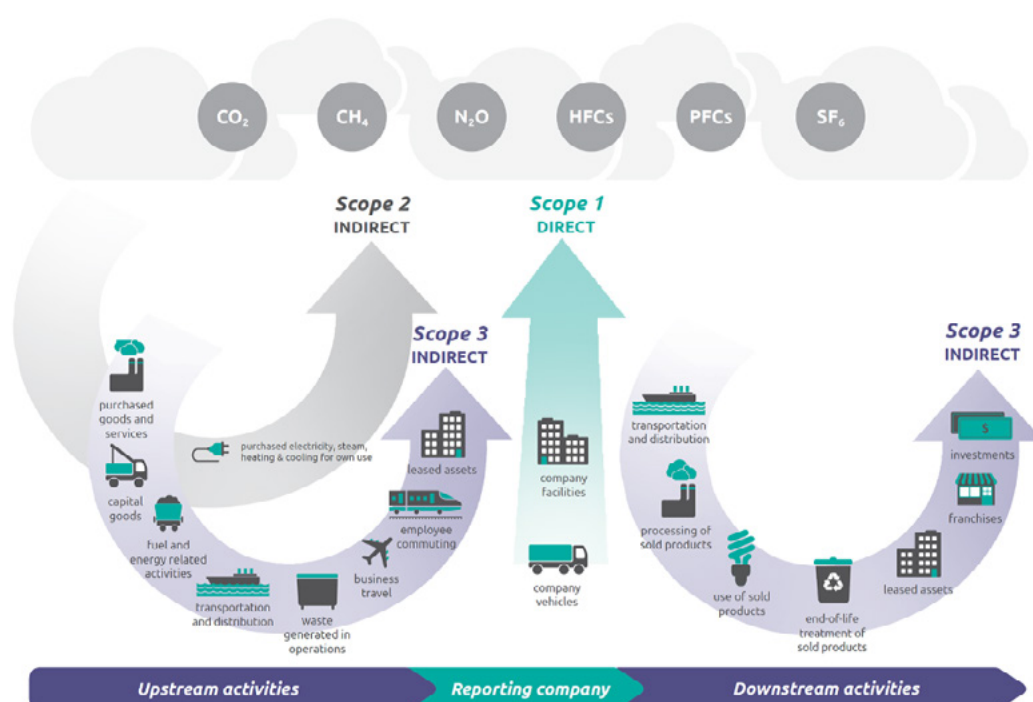 CO₂
CH₄
N₂O
HFCs
PFCs
SF₆
Scope 2
INDIRECT
Scope 1
DIRECT
Scope 3
INDIRECT
Scope 3
INDIRECT
purchased
goods and
services
capital
goods
fuel and
energy related
activities
purchased electricity, steam,
heating & cooling for own use
transportation
and distribution
waste
generated in
operations
business
travel
employee
commuting
leased assets
company
facilities
company
vehicles
transportation
and distribution
processing of
sold products
use of sold
products
end-of-life
treatment of
sold products
leased assets
franchises
$
investments
Upstream activities
Reporting company
Downstream activities